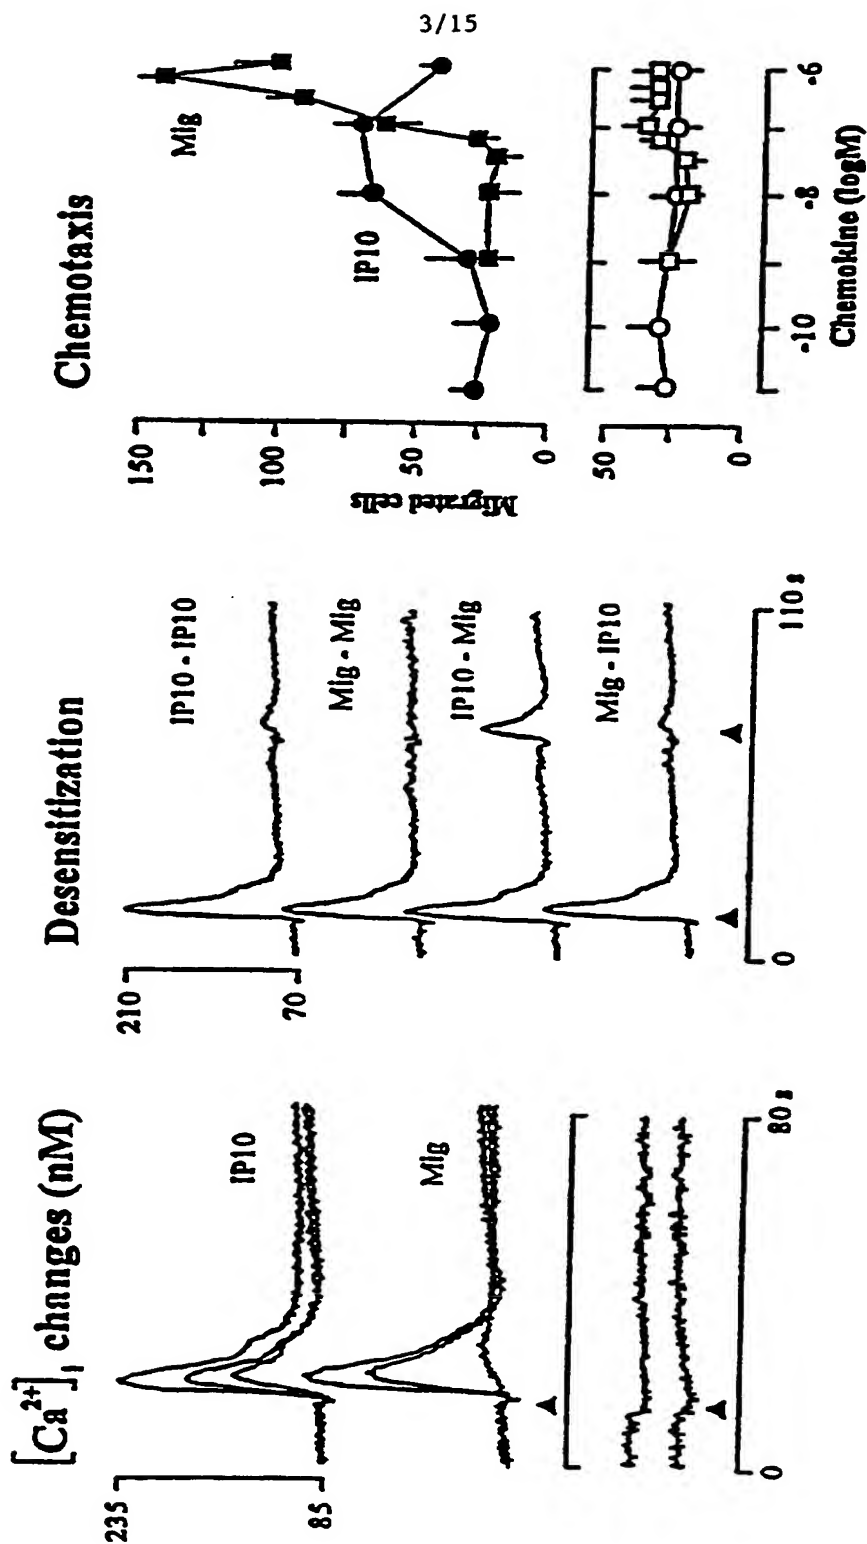 3/15
[Ca²⁺]ᵢ changes (nM)
235
85
IP10
Mig
0
80 s
Desensitization
210
70
IP10 - IP10
Mig - Mig
IP10 - Mig
Mig - IP10
0
110 s
Chemotaxis
Migrated cells
150
100
50
0
Mig
IP10
50
0
-10
-8
-6
Chemokine (logM)